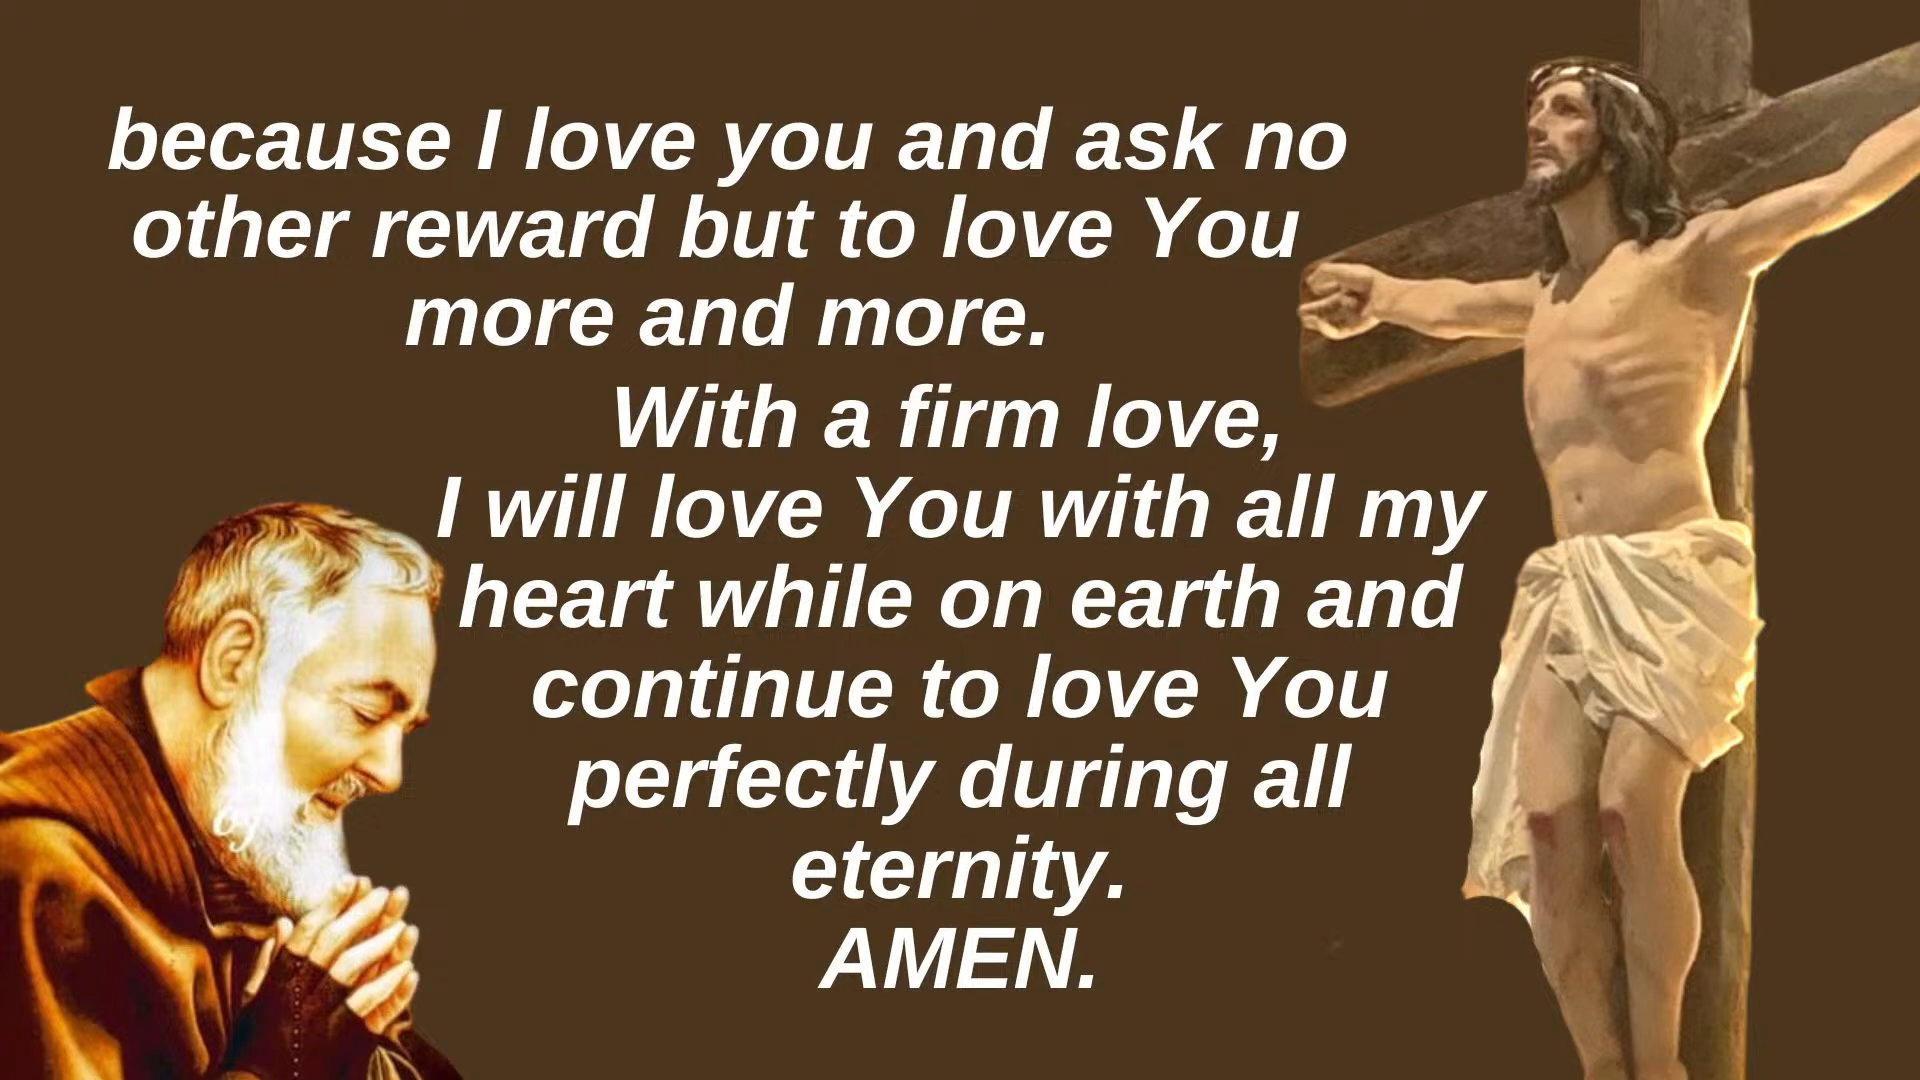 because I love you and ask no
other reward but to love You
more and more.
With a firm love,
I will love You with all my
heart while on earth and
continue to love You
perfectly during all
eternity.
AMEN.